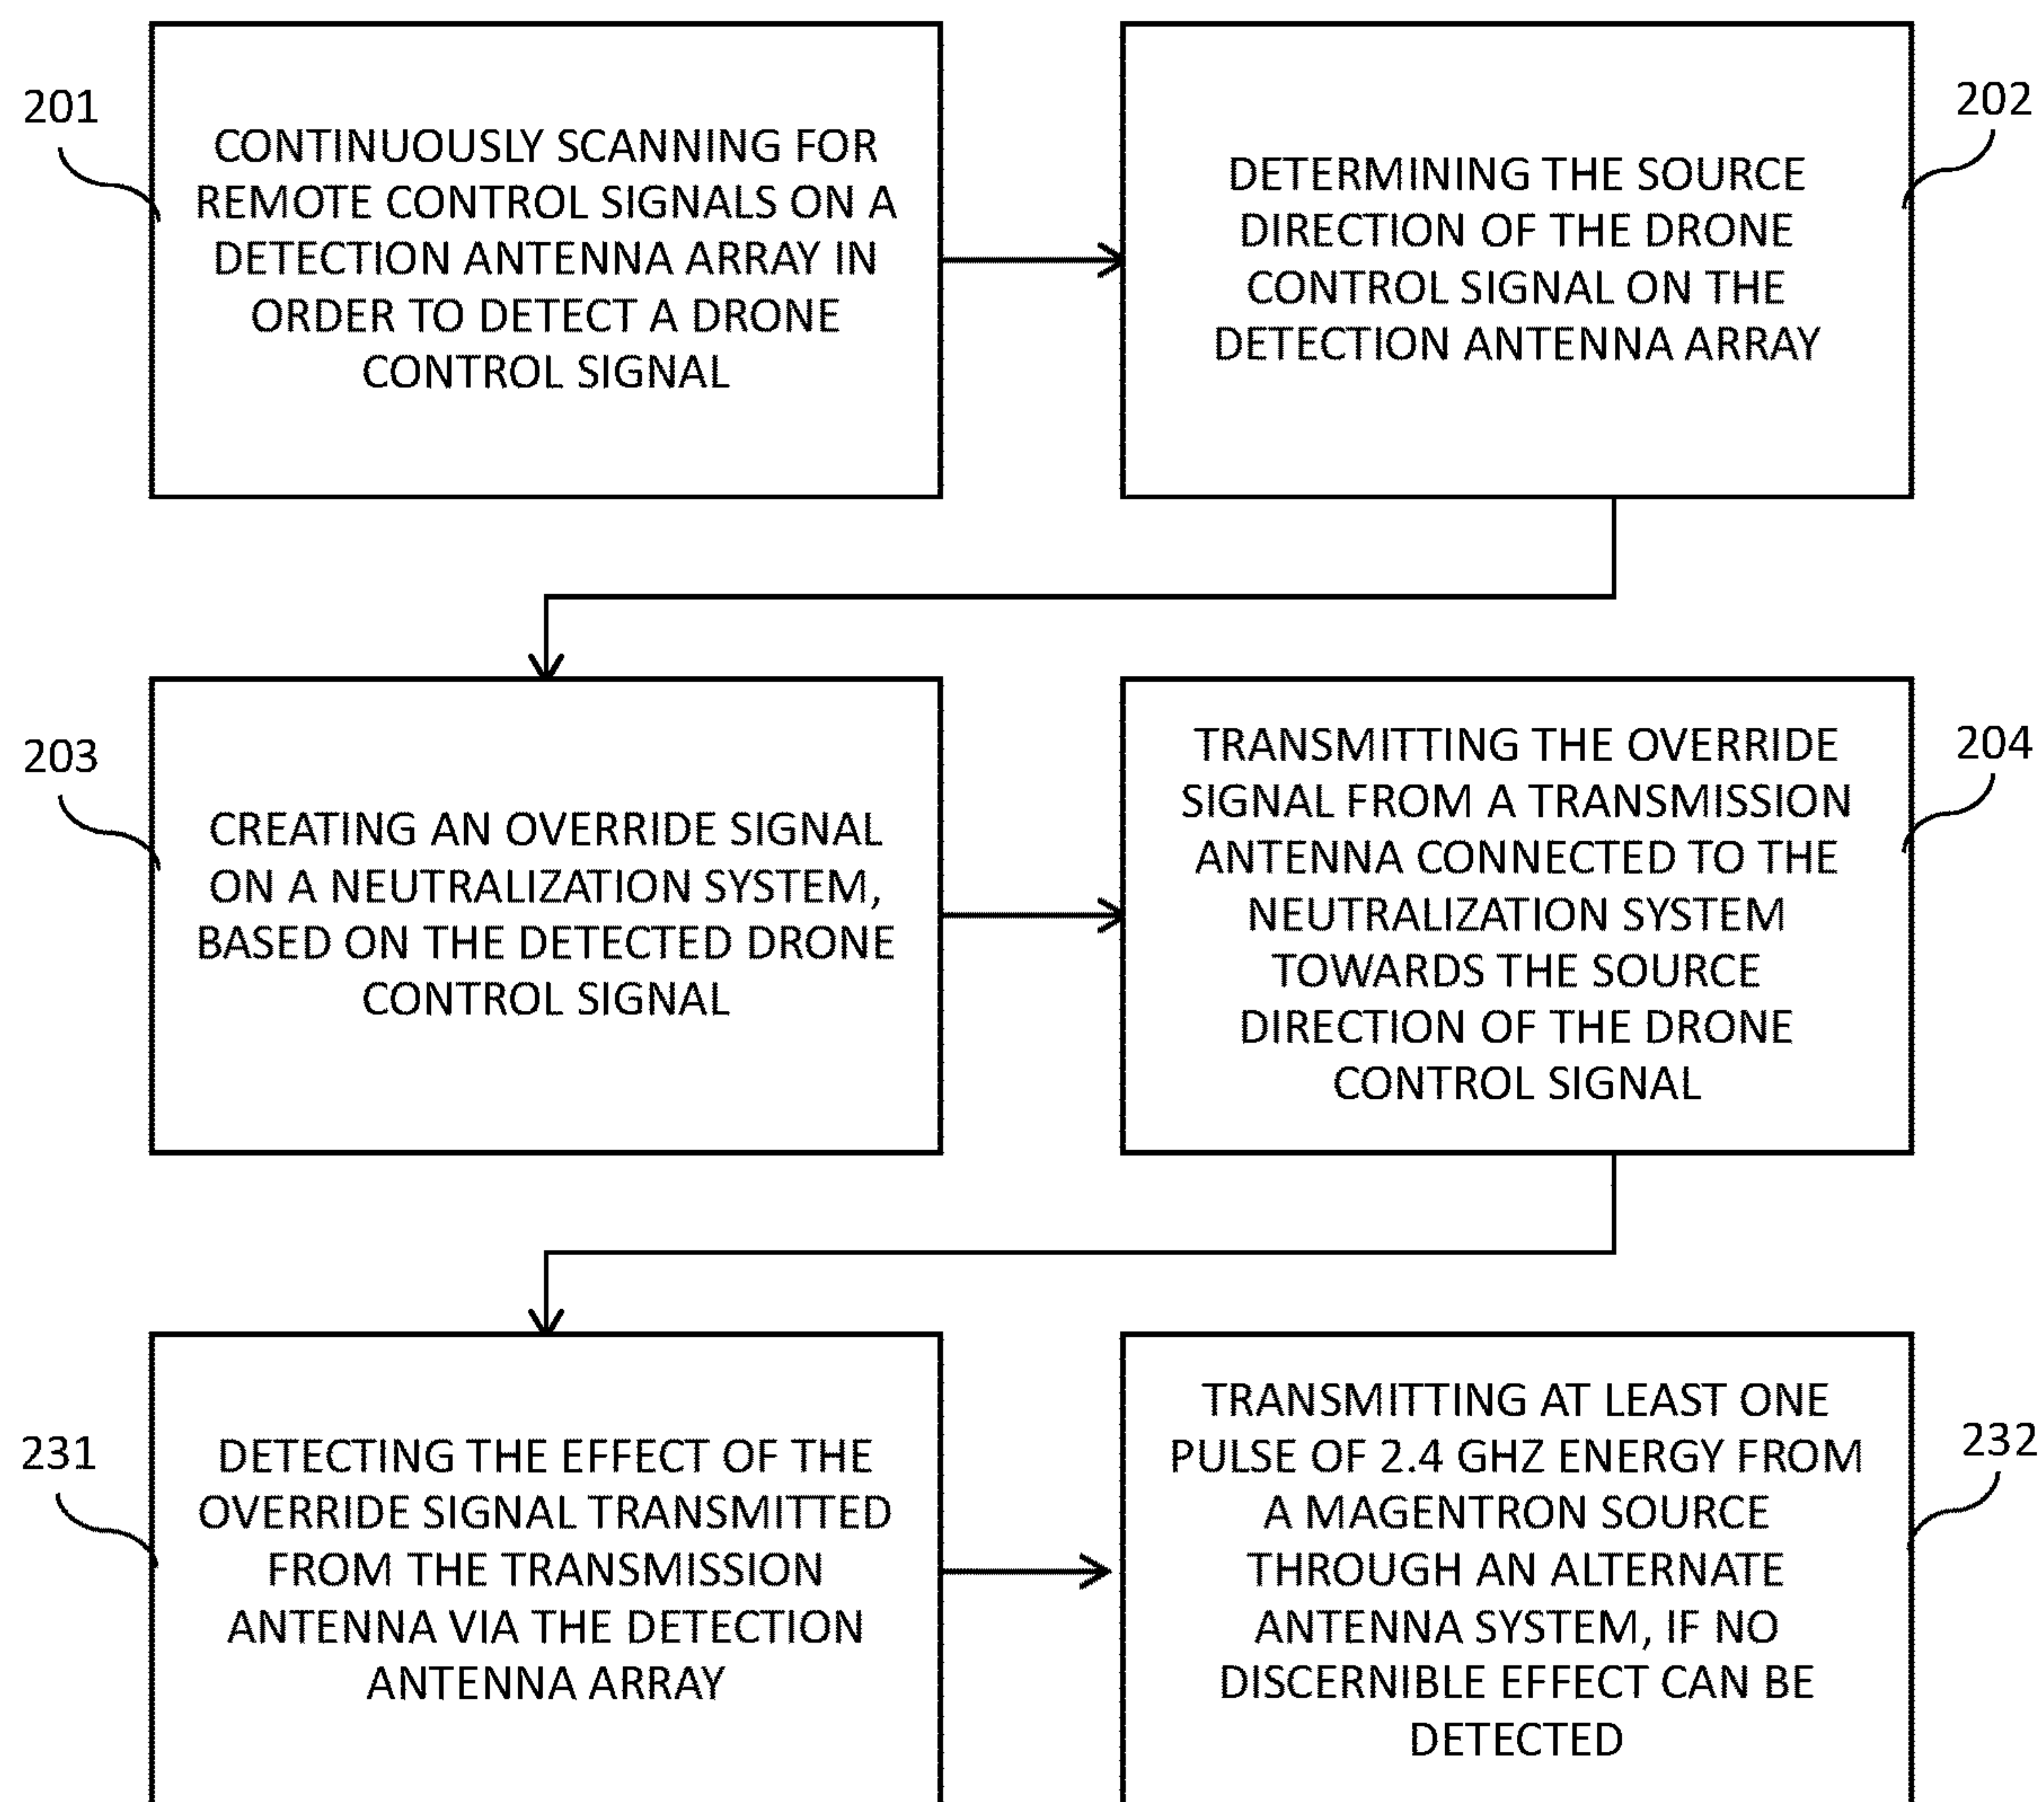 201
CONTINUOUSLY SCANNING FOR
REMOTE CONTROL SIGNALS ON A
DETECTION ANTENNA ARRAY IN
ORDER TO DETECT A DRONE
CONTROL SIGNAL
202
DETERMINING THE SOURCE
DIRECTION OF THE DRONE
CONTROL SIGNAL ON THE
DETECTION ANTENNA ARRAY
203
CREATING AN OVERRIDE SIGNAL
ON A NEUTRALIZATION SYSTEM,
BASED ON THE DETECTED DRONE
CONTROL SIGNAL
204
TRANSMITTING THE OVERRIDE
SIGNAL FROM A TRANSMISSION
ANTENNA CONNECTED TO THE
NEUTRALIZATION SYSTEM
TOWARDS THE SOURCE
DIRECTION OF THE DRONE
CONTROL SIGNAL
231
DETECTING THE EFFECT OF THE
OVERRIDE SIGNAL TRANSMITTED
FROM THE TRANSMISSION
ANTENNA VIA THE DETECTION
ANTENNA ARRAY
232
TRANSMITTING AT LEAST ONE
PULSE OF 2.4 GHZ ENERGY FROM
A MAGENTRON SOURCE
THROUGH AN ALTERNATE
ANTENNA SYSTEM, IF NO
DISCERNIBLE EFFECT CAN BE
DETECTED